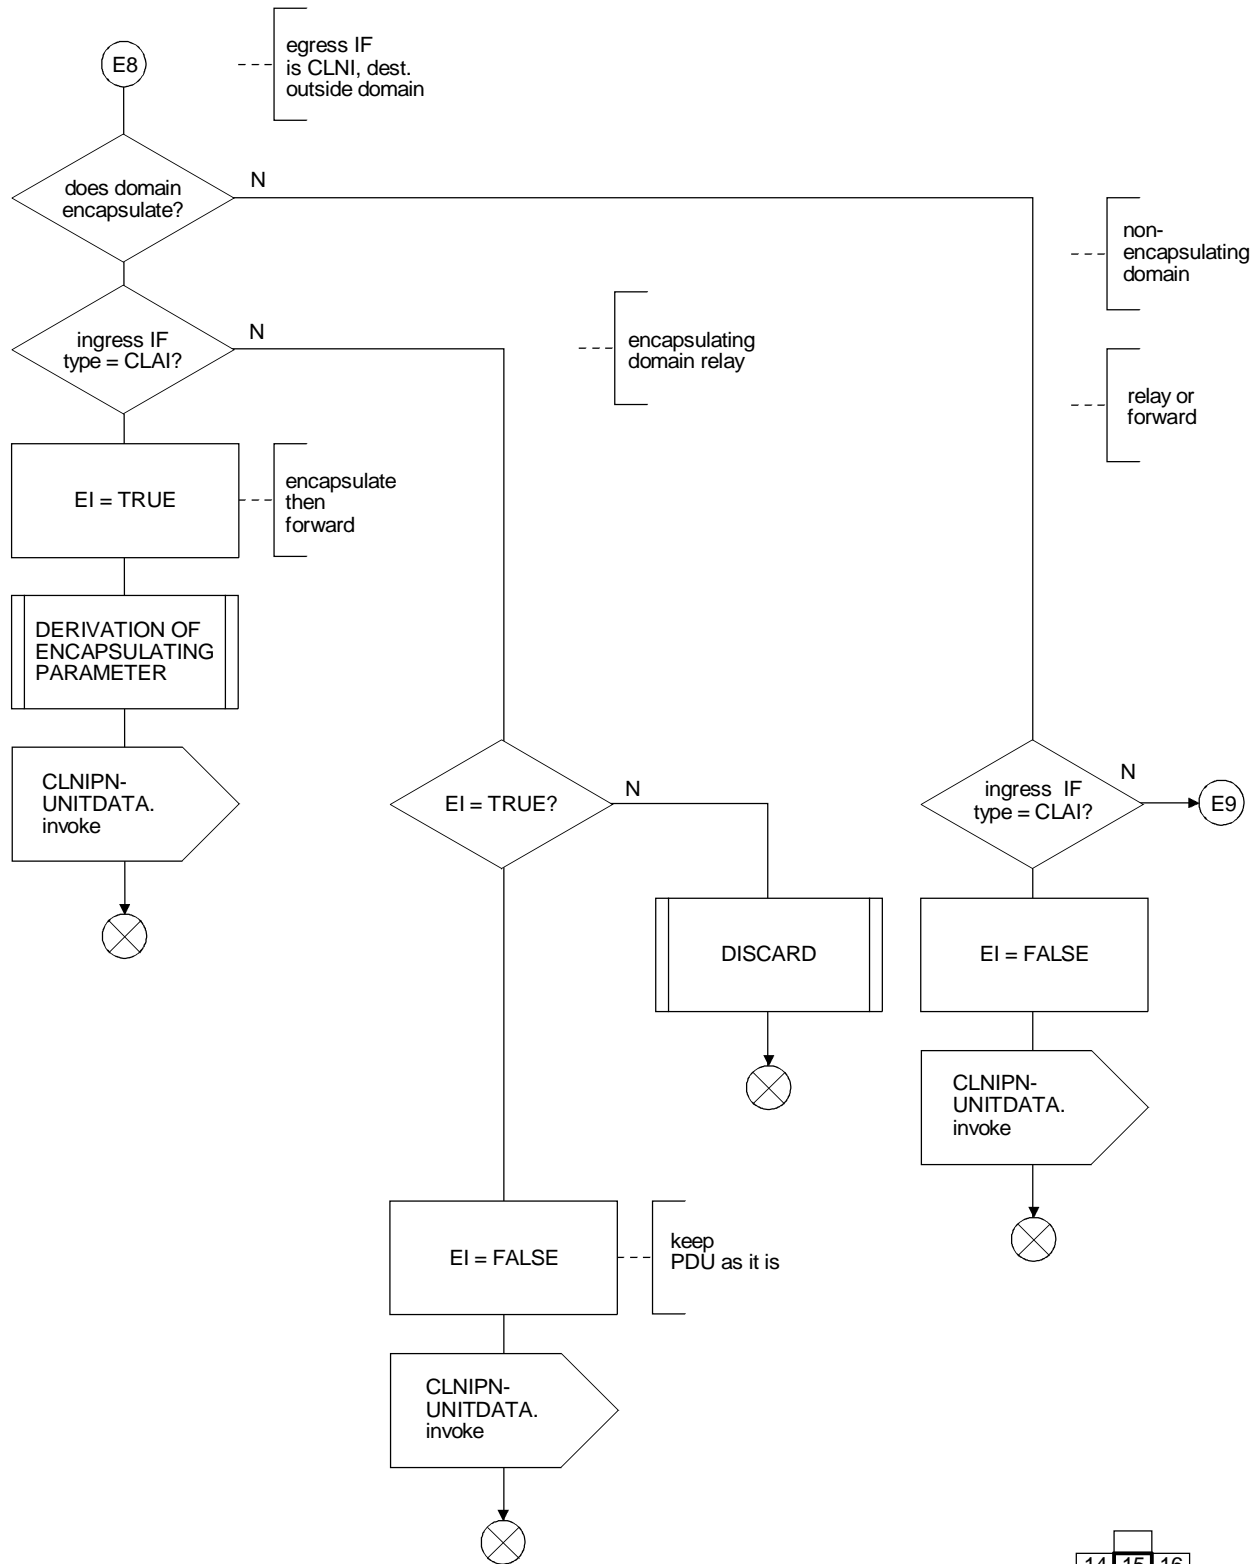 E8
egress IF
is CLNI, dest.
outside domain
does domain
encapsulate?
N
non-
encapsulating
domain
ingress IF
type = CLAI?
N
encapsulating
domain relay
relay or
forward
EI = TRUE
encapsulate
then
forward
DERIVATION OF
ENCAPSULATING
PARAMETER
CLNIPN-
UNITDATA.
invoke
EI = TRUE?
N
ingress IF
type = CLAI?
N
E9
DISCARD
EI = FALSE
CLNIPN-
UNITDATA.
invoke
EI = FALSE
keep
PDU as it is
CLNIPN-
UNITDATA.
invoke
14 15 16